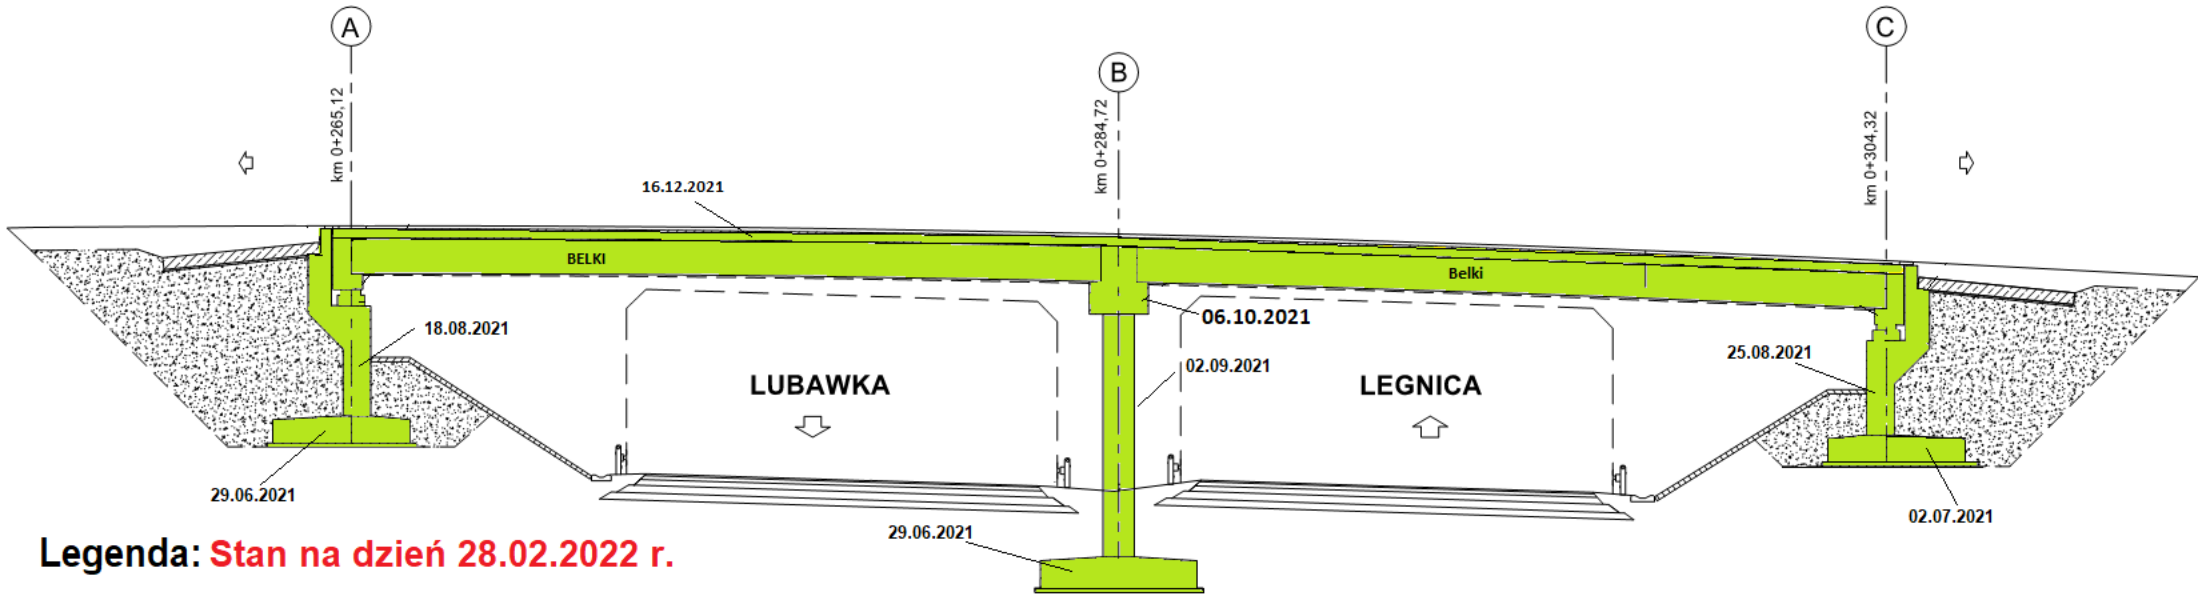 A
B
C
km 0+265,12
km 0+284,72
km 0+304,32
16.12.2021
BELKI
Belki
18.08.2021
06.10.2021
02.09.2021
25.08.2021
LUBAWKA
LEGNICA
29.06.2021
29.06.2021
02.07.2021
Legenda: Stan na dzień 28.02.2022 r.